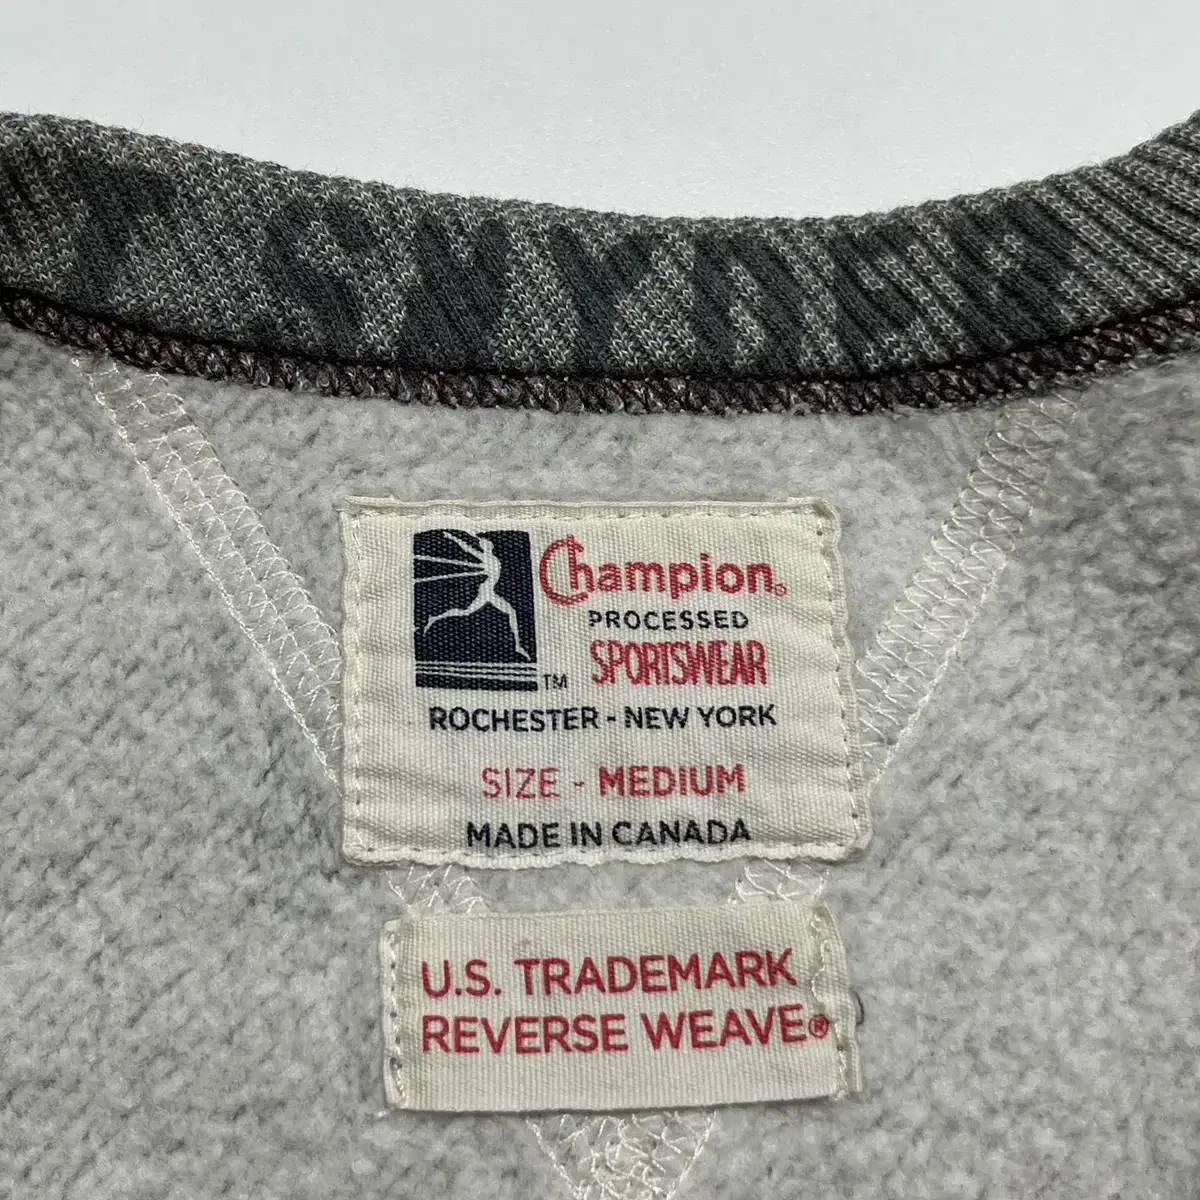 Champion®
PROCESSED
SPORTSWEAR
TM
ROCHESTER - NEW YORK
SIZE - MEDIUM
MADE IN CANADA
U.S. TRADEMARK
REVERSE WEAVE®